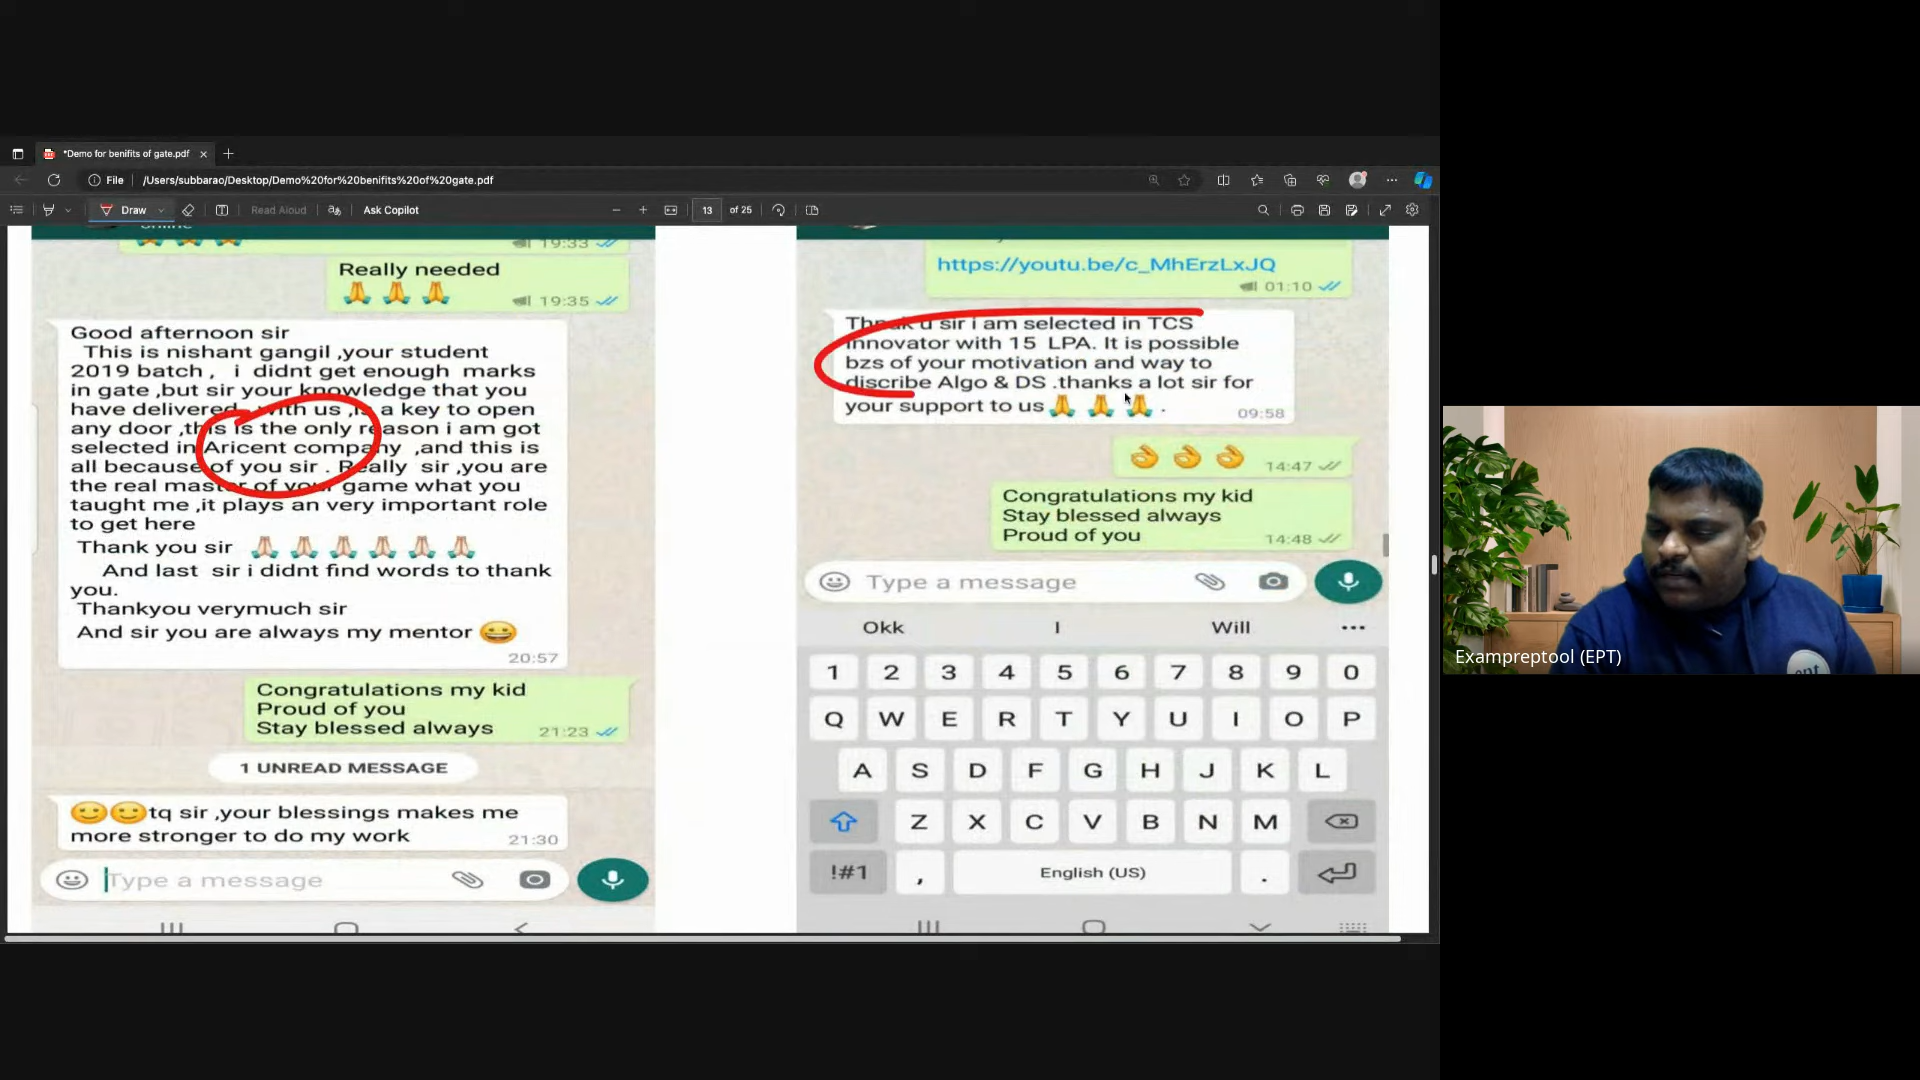 *Demo for benifits of gate.pdf
File
/Users/subbarao/Desktop/Demo%20for%20benifits%20of%20gate.pdf
Draw
Read Aloud
Ask Copilot
13 of 25
online
19:33
Really needed
19:35
Good afternoon sir
This is nishant gangil ,your student
2019 batch , i didnt get enough marks
in gate ,but sir your knowledge that you
have delivered with us ,is a key to open
any door ,this is the only reason i am got
selected in Aricent company ,and this is
all because of you sir . Really sir ,you are
the real master of your game what you
taught me ,it plays an very important role
to get here
Thank you sir
And last sir i didnt find words to thank
you.
Thankyou verymuch sir
And sir you are always my mentor
20:57
Congratulations my kid
Proud of you
Stay blessed always
21:23
1 UNREAD MESSAGE
tq sir ,your blessings makes me
more stronger to do my work
21:30
Type a message
https://youtu.be/c_MhErzLxJQ
01:10
u sir i am selected in TCS
innovator with 15 LPA. It is possible
bzs of your motivation and way to
discribe Algo & DS .thanks a lot sir for
your support to us .
09:58
14:47
Congratulations my kid
Stay blessed always
Proud of you
14:48
Type a message
Okk I Will
1 2 3 4 5 6 7 8 9 0
Q W E R T Y U I O P
A S D F G H J K L
Z X C V B N M
!#1 , English (US) .
Exampreptool (EPT)
ept